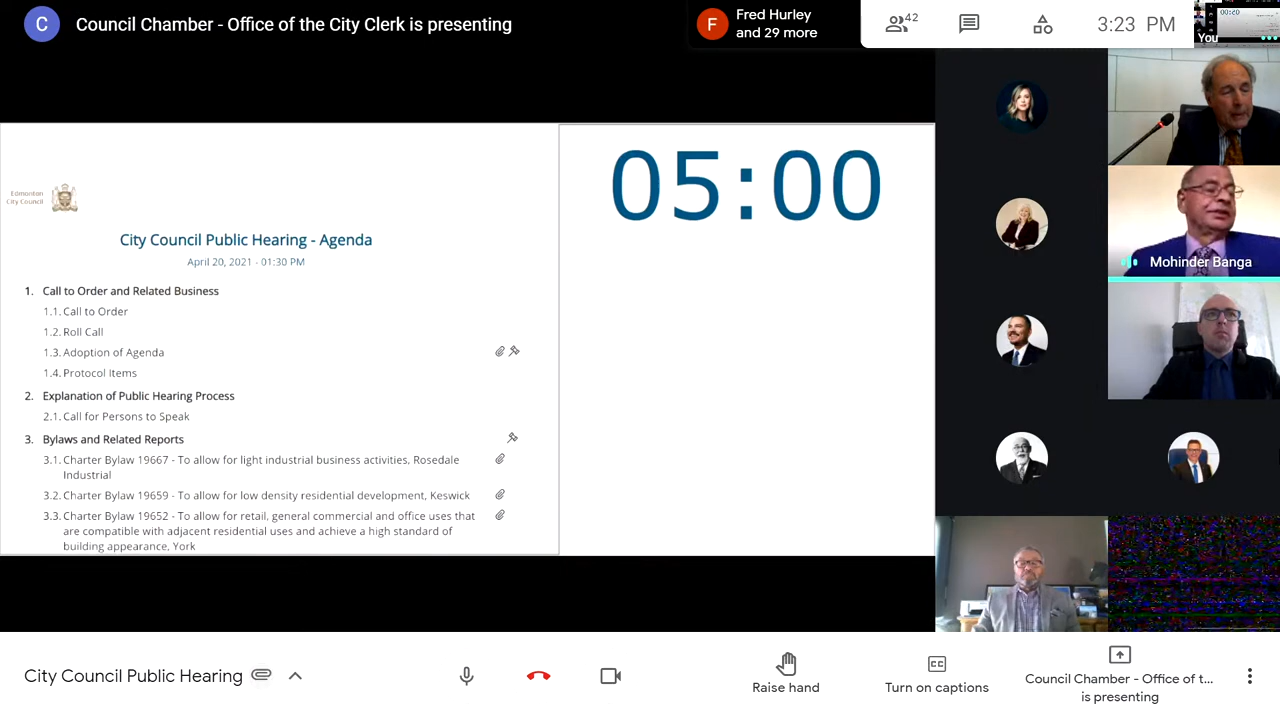 C
Council Chamber - Office of the City Clerk is presenting
F
Fred Hurley
and 29 more
42
3:23 PM
You
Edmonton
City Council
05:00
City Council Public Hearing - Agenda
April 20, 2021 - 01:30 PM
1. Call to Order and Related Business
1.1. Call to Order
1.2. Roll Call
1.3. Adoption of Agenda
1.4. Protocol Items
2. Explanation of Public Hearing Process
2.1. Call for Persons to Speak
3. Bylaws and Related Reports
3.1. Charter Bylaw 19667 - To allow for light industrial business activities, Rosedale
Industrial
3.2. Charter Bylaw 19659 - To allow for low density residential development, Keswick
3.3. Charter Bylaw 19652 - To allow for retail, general commercial and office uses that
are compatible with adjacent residential uses and achieve a high standard of
building appearance, York
Mohinder Banga
City Council Public Hearing
Raise hand
CC
Turn on captions
Council Chamber - Office of t...
is presenting